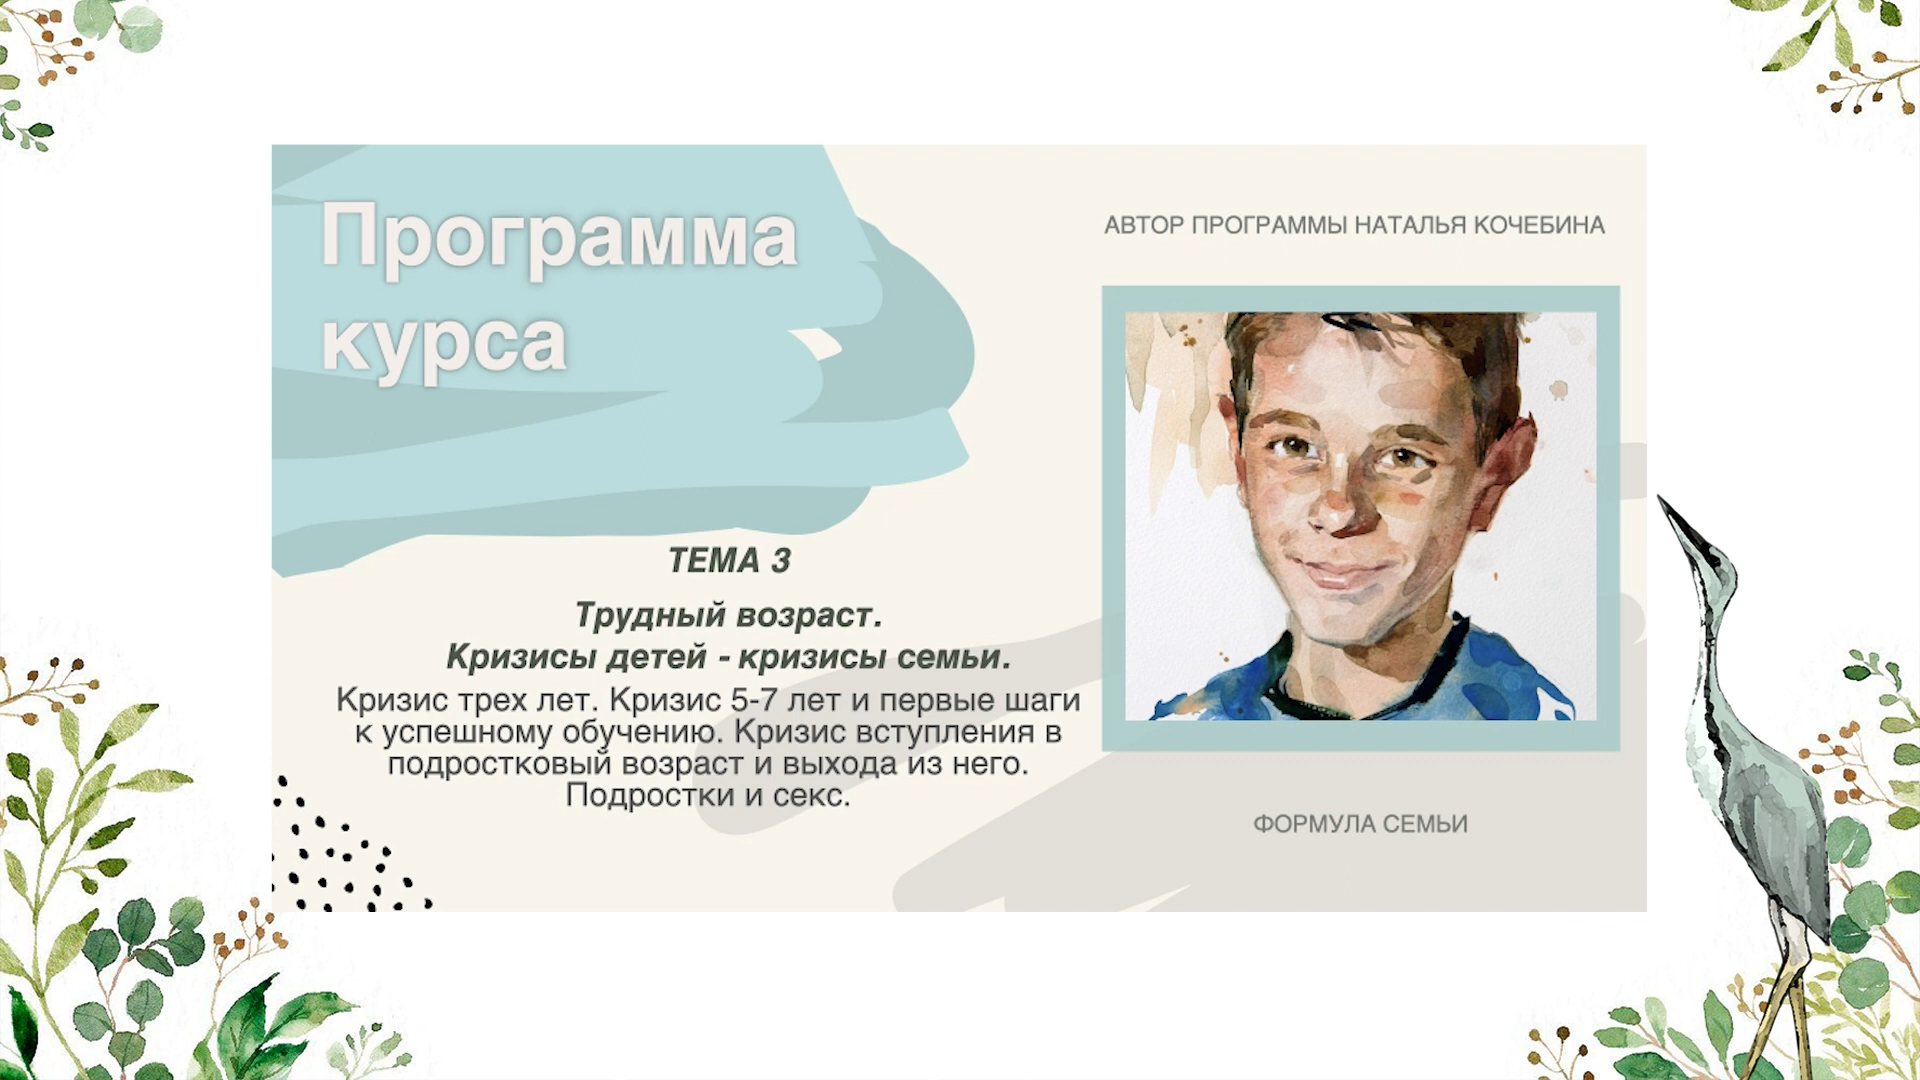 Программа
курса
АВТОР ПРОГРАММЫ НАТАЛЬЯ КОЧЕБИНА
ТЕМА 3
Трудный возраст.
Кризисы детей - кризисы семьи.
Кризис трех лет. Кризис 5-7 лет и первые шаги
к успешному обучению. Кризис вступления в
подростковый возраст и выхода из него.
Подростки и секс.
ФОРМУЛА СЕМЬИ